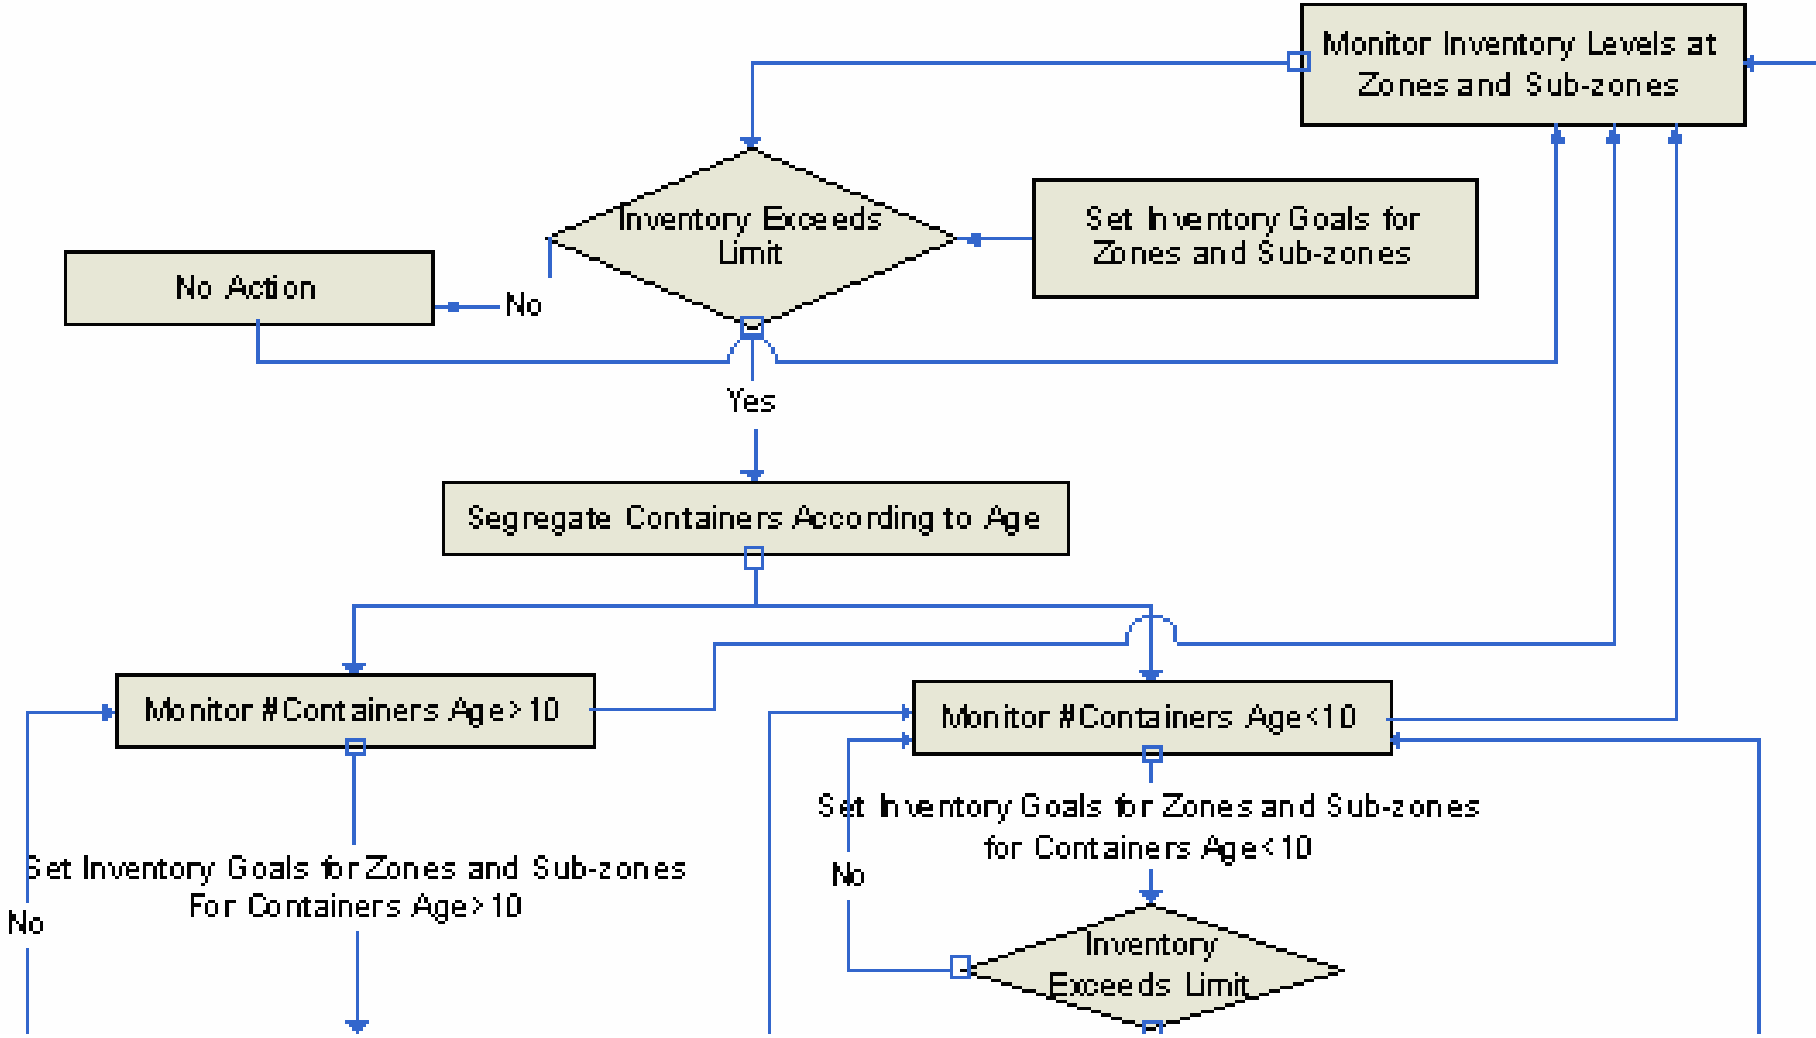 Monitor Inventory Levels at
Zones and Sub-zones
Inventory Exceeds
Limit
Set Inventory Goals for
Zones and Sub-zones
No Action
No
Yes
Segregate Containers According to Age
Monitor #Containers Age>10
Monitor #Containers Age<10
Set Inventory Goals for Zones and Sub-zones
for Containers Age<10
Set Inventory Goals for Zones and Sub-zones
For Containers Age>10
No
No
Inventory
Exceeds Limit